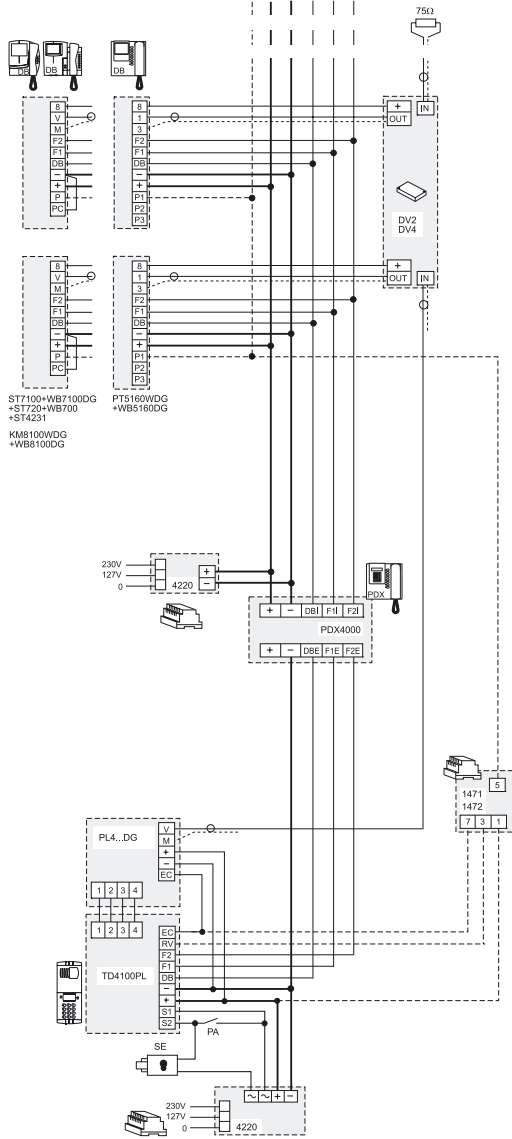 75Ω
DB
DB
DB
8
V
M
F2
F1
DB
–
+
P
PC
8
1
3
F2
F1
DB
–
+
P1
P2
P3
+
OUT
IN
DV2
DV4
+
OUT
IN
8
V
M
F2
F1
DB
–
+
P
PC
8
1
3
F2
F1
DB
–
+
P1
P2
P3
ST7100+WB7100DG
+ST720+WB700
+ST4231
KM8100WDG
+WB8100DG
PT5160WDG
+WB5160DG
230V
127V
0
4220
+
–
PDX
+ – DBI F1I F2I
PDX4000
+ – DBE F1E F2E
5
1471
1472
7 3 1
PL4...DG
V
M
+
–
EC
1 2 3 4
1 2 3 4
TD4100PL
EC
RV
F2
F1
DB
–
+
S1
S2
PA
SE
~ ~ + –
230V
127V
0
4220